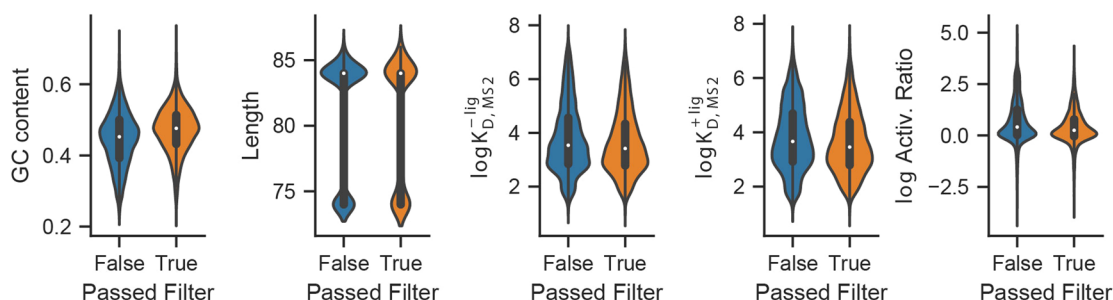 GC content
0.6
0.4
0.2
False True
Passed Filter
Length
85
80
75
False True
Passed Filter
logK−lig D, MS2
8
6
4
2
False True
Passed Filter
logK+lig D, MS2
8
6
4
2
False True
Passed Filter
log Activ. Ratio
5.0
2.5
0.0
−2.5
False True
Passed Filter